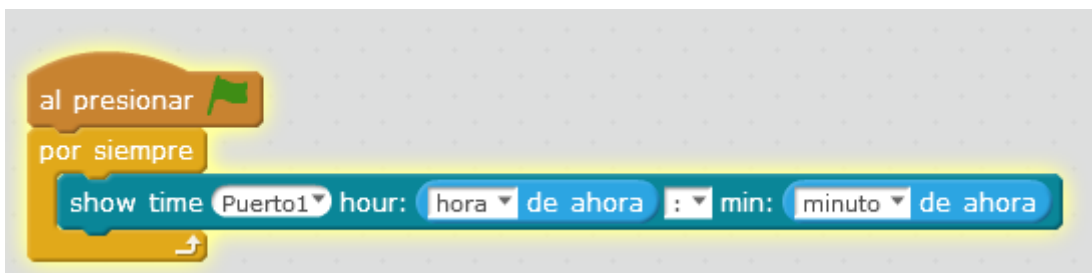 al presionar
por siempre
show time Puerto1 hour: hora de ahora : min: minuto de ahora